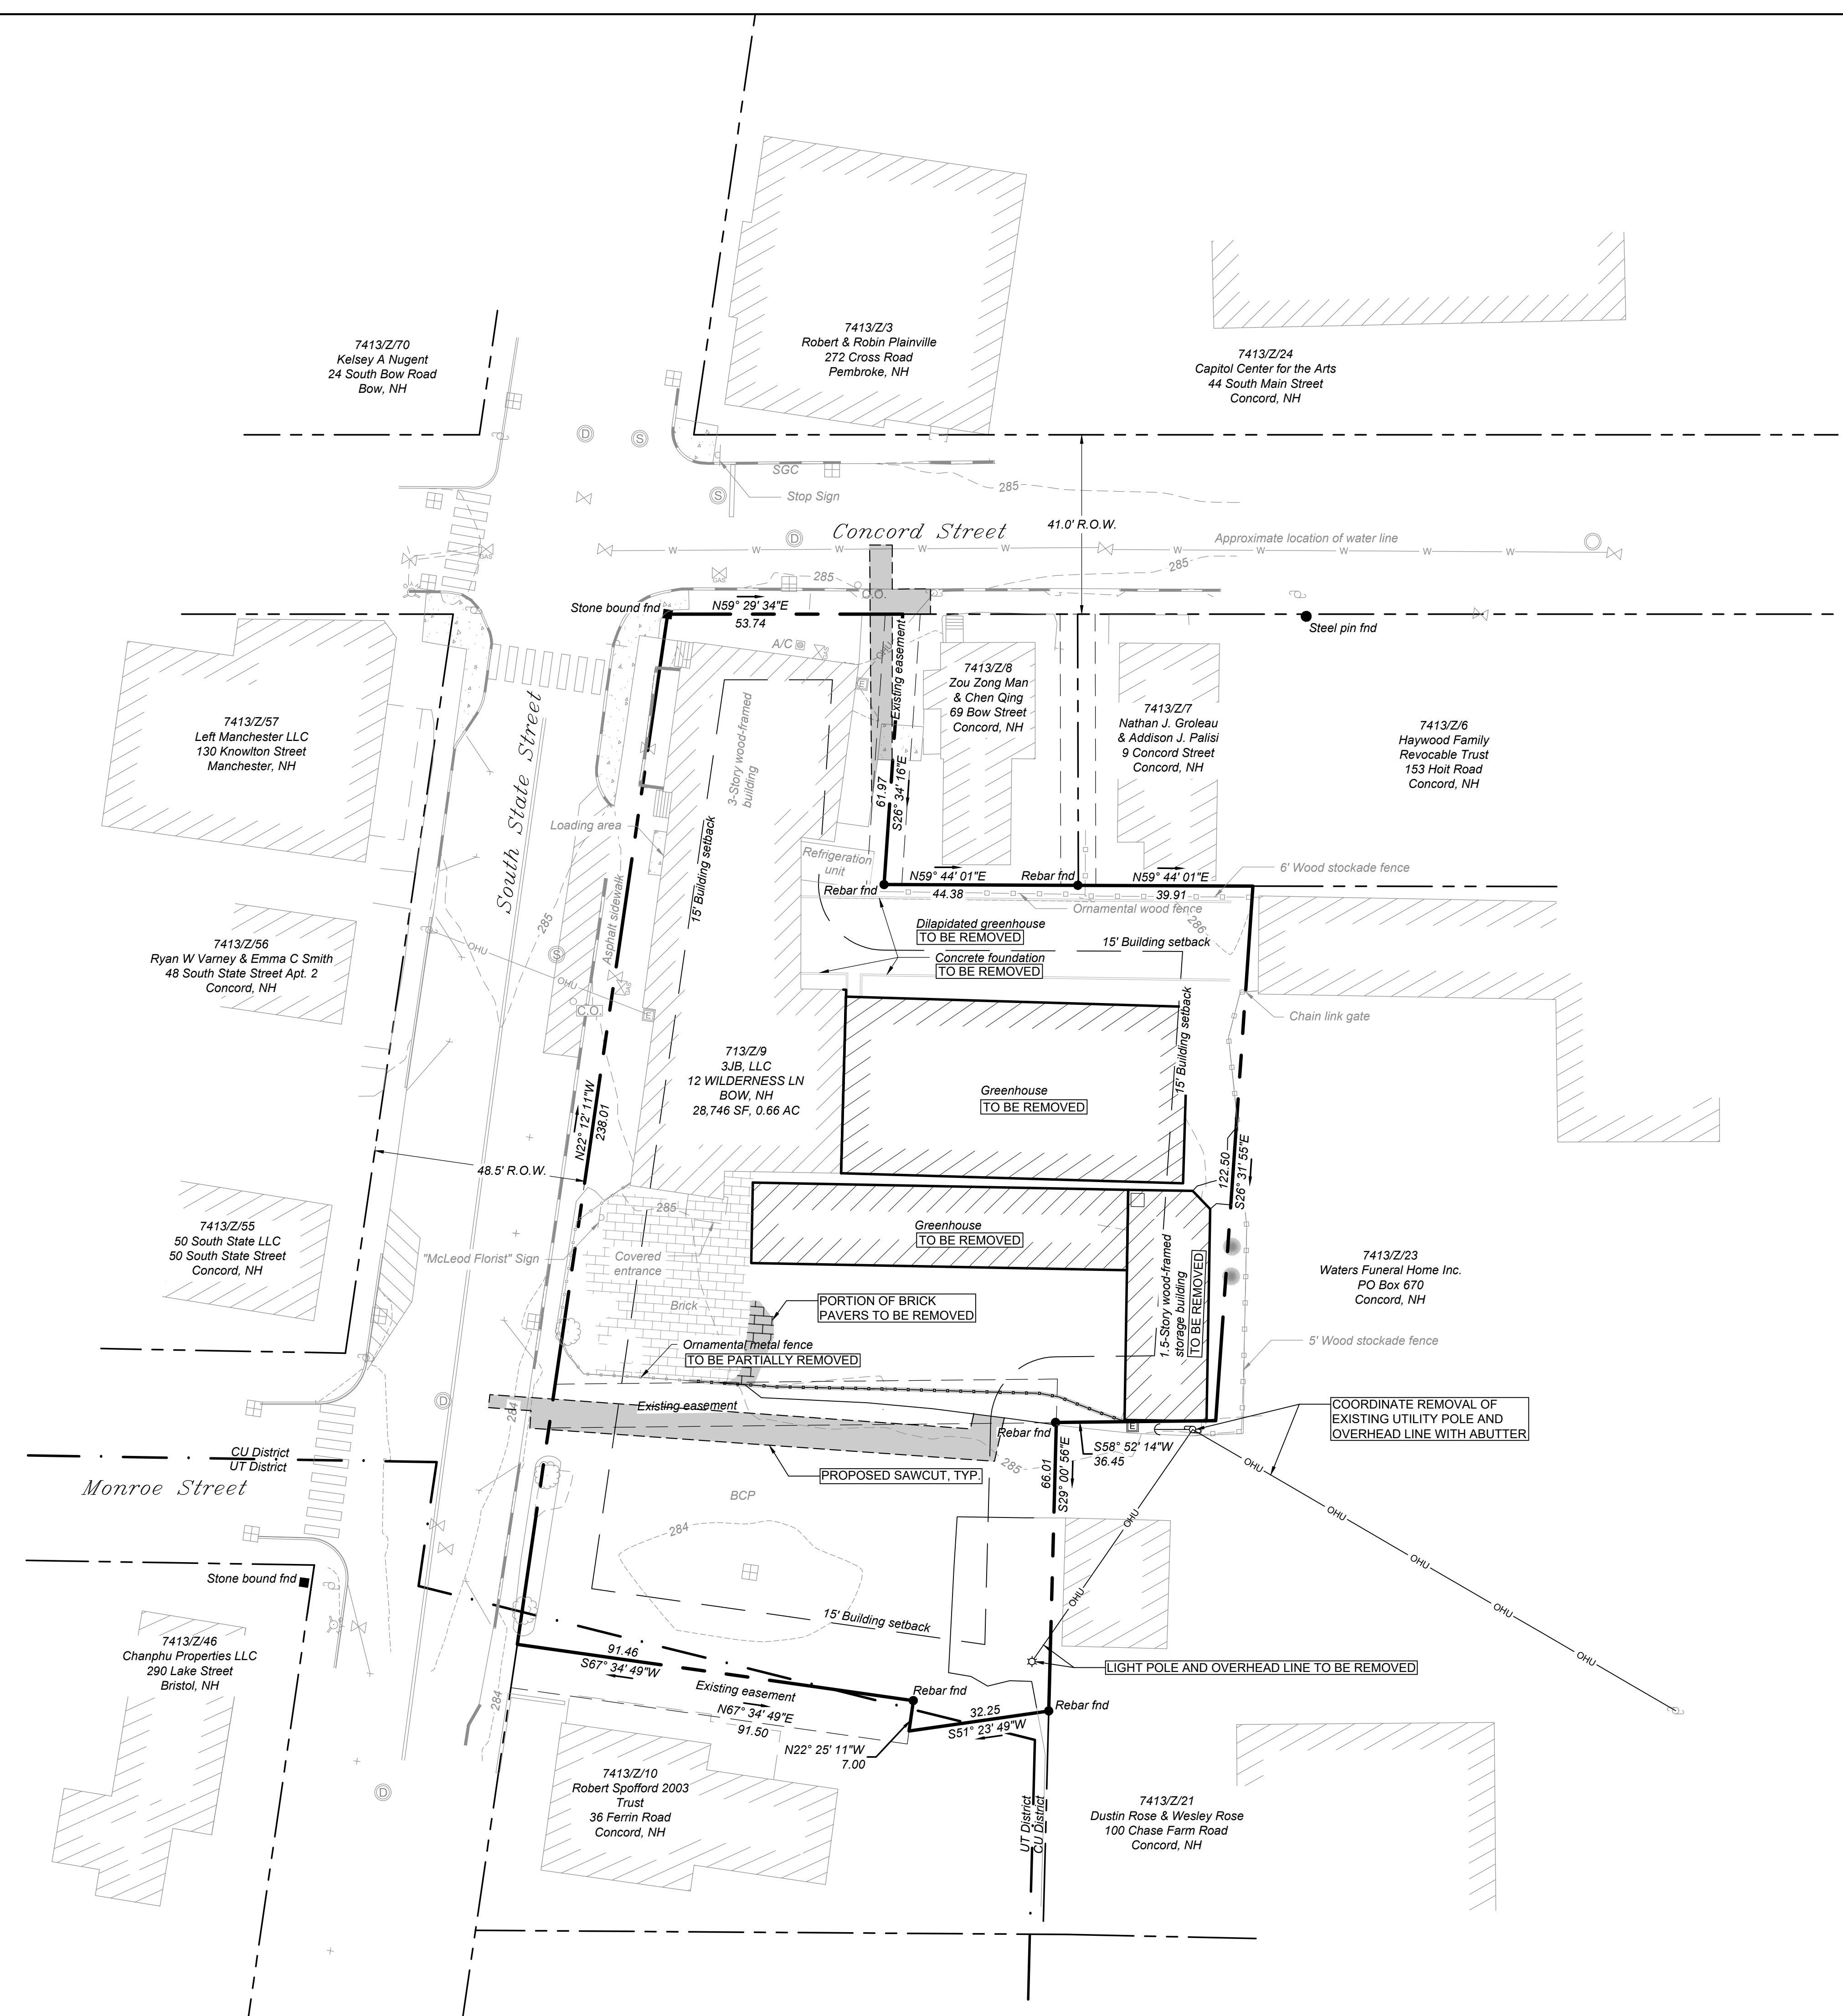 7413/Z/70
Kelsey A Nugent
24 South Bow Road
Bow, NH
7413/Z/3
Robert & Robin Plainville
272 Cross Road
Pembroke, NH
7413/Z/24
Capitol Center for the Arts
44 South Main Street
Concord, NH
D
S
SGC
S
Stop Sign
285
41.0' R.O.W.
Concord Street
D
Approximate location of water line
W W W W W W W W W W
GAS
GAS
285
285
C.O.
Stone bound fnd
N59° 29' 34"E
53.74
Steel pin fnd
A/C
E
OHU
Existing easement
7413/Z/8
Zou Zong Man
& Chen Qing
69 Bow Street
Concord, NH
7413/Z/7
Nathan J. Groleau
& Addison J. Palisi
9 Concord Street
Concord, NH
7413/Z/6
Haywood Family
Revocable Trust
153 Hoit Road
Concord, NH
7413/Z/57
Left Manchester LLC
130 Knowlton Street
Manchester, NH
South State Street
3-Story wood-framed
building
15' Building setback
Loading area
61.97
S26° 34' 16"E
Refrigeration
unit
Rebar fnd
N59° 44' 01"E
44.38
Rebar fnd
N59° 44' 01"E
39.91
6' Wood stockade fence
Ornamental wood fence
286
Dilapidated greenhouse
TO BE REMOVED
15' Building setback
Concrete foundation
TO BE REMOVED
285
Asphalt sidewalk
7413/Z/56
Ryan W Varney & Emma C Smith
48 South State Street Apt. 2
Concord, NH
OHU
S
OHU
C.O.
E
GAS
15' Building setback
Chain link gate
713/Z/9
3JB, LLC
12 WILDERNESS LN
BOW, NH
28,746 SF, 0.66 AC
Greenhouse
TO BE REMOVED
N22° 12' 11"W
238.01
48.5' R.O.W.
122.50
S26° 31' 55"E
7413/Z/55
50 South State LLC
50 South State Street
Concord, NH
285
"McLeod Florist" Sign
Covered
entrance
Greenhouse
TO BE REMOVED
1.5-Story wood-framed
storage building
TO BE REMOVED
7413/Z/23
Waters Funeral Home Inc.
PO Box 670
Concord, NH
Brick
PORTION OF BRICK
PAVERS TO BE REMOVED
Ornamental metal fence
TO BE PARTIALLY REMOVED
5' Wood stockade fence
D
284
Existing easement
COORDINATE REMOVAL OF
EXISTING UTILITY POLE AND
OVERHEAD LINE WITH ABUTTER
Rebar fnd
E
S58° 52' 14"W
36.45
CU District
UT District
Monroe Street
285
66.01
S29° 00' 56"E
PROPOSED SAWCUT, TYP.
BCP
284
OHU
OHU
OHU
OHU
OHU
OHU
OHU
Stone bound fnd
15' Building setback
7413/Z/46
Chanphu Properties LLC
290 Lake Street
Bristol, NH
91.46
S67° 34' 49"W
LIGHT POLE AND OVERHEAD LINE TO BE REMOVED
284
Existing easement
N67° 34' 49"E
91.50
Rebar fnd
Rebar fnd
32.25
S51° 23' 49"W
N22° 25' 11"W
7.00
D
7413/Z/10
Robert Spofford 2003
Trust
36 Ferrin Road
Concord, NH
UT District
CU District
7413/Z/21
Dustin Rose & Wesley Rose
100 Chase Farm Road
Concord, NH